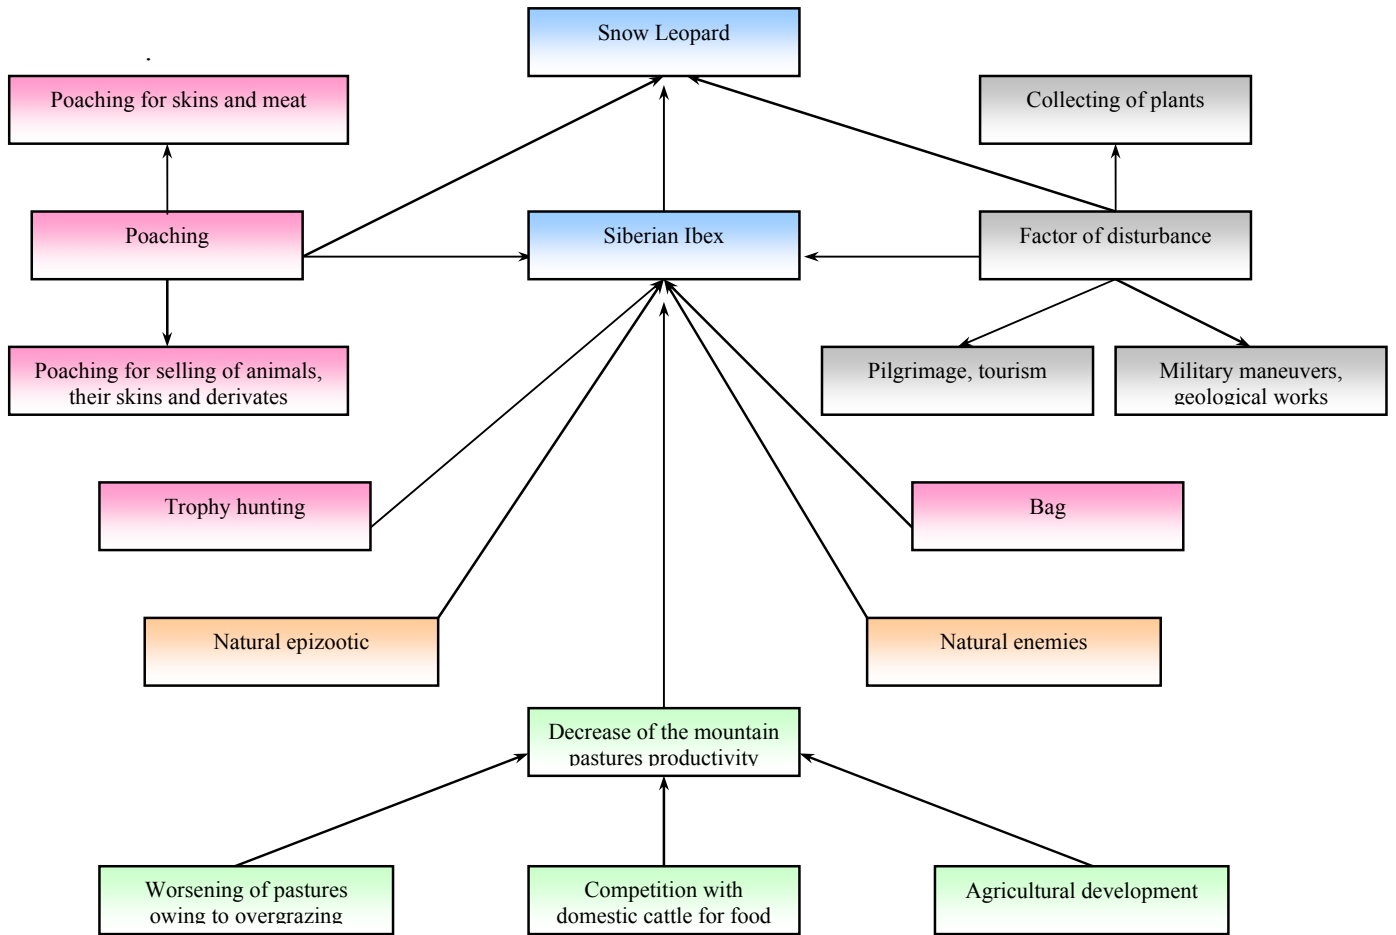 Snow Leopard
Poaching for skins and meat
Collecting of plants
Poaching
Siberian Ibex
Factor of disturbance
Poaching for selling of animals,
their skins and derivates
Pilgrimage, tourism
Military maneuvers,
geological works
Trophy hunting
Bag
Natural epizootic
Natural enemies
Decrease of the mountain
pastures productivity
Worsening of pastures
owing to overgrazing
Competition with
domestic cattle for food
Agricultural development